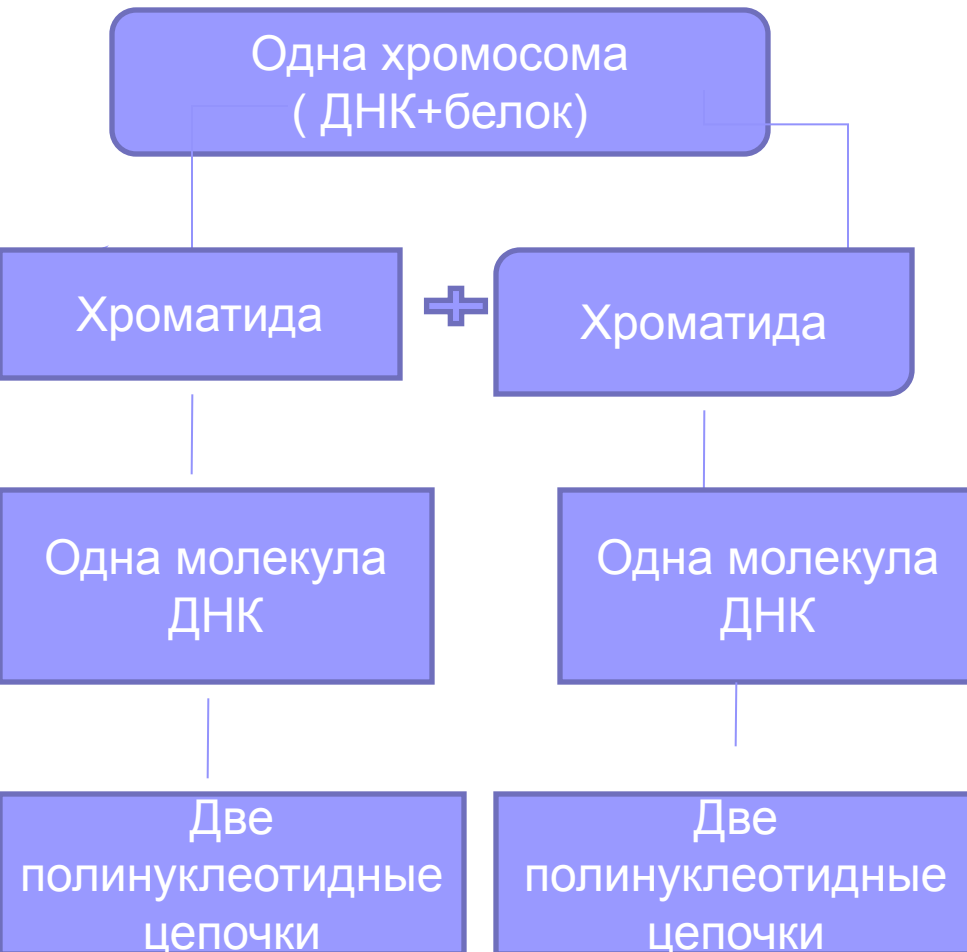 Одна хромосома
( ДНК+белок)
Хроматида
Хроматида
Одна молекула
ДНК
Одна молекула
ДНК
Две
полинуклеотидные
цепочки
Две
полинуклеотидные
цепочки